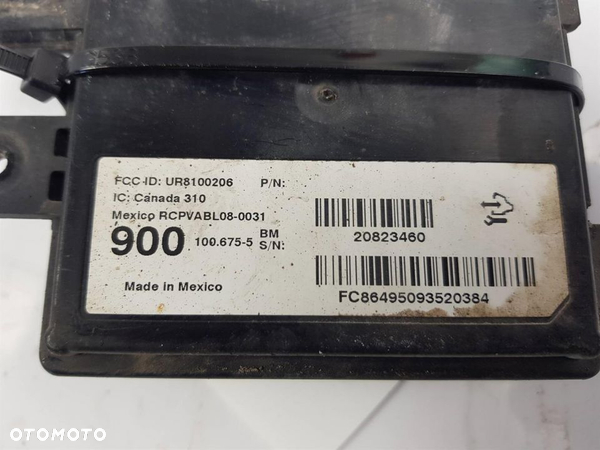 FCC-ID: UR8100206 P/N:
IC: Canada 310
Mexico RCPVABL08-0031
900 100.675-5 BM S/N:
20823460
Made in Mexico
FC86495093520384
OTOMOTO